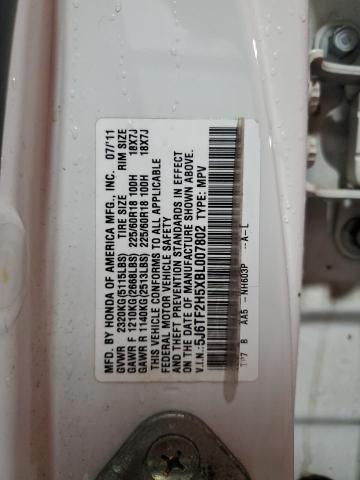 MFD. BY HONDA OF AMERICA MFG., INC. 07/11
TIRE SIZE RIM SIZE
GVWR 2320KG(5115LBS)
GAWR F 1210KG(2668LBS) 225/60R18 100H 18X7J
GAWR R 1140KG(2513LBS) 225/60R18 100H 18X7J
THIS VEHICLE CONFORMS TO ALL APPLICABLE
FEDERAL MOTOR VEHICLE SAFETY
AND THEFT PREVENTION STANDARDS IN EFFECT
ON THE DATE OF MANUFACTURE SHOWN ABOVE.
V.I.N.: 5J6TF2H5XBL007802 TYPE: MPV
B AA5 - NH603P --A-L